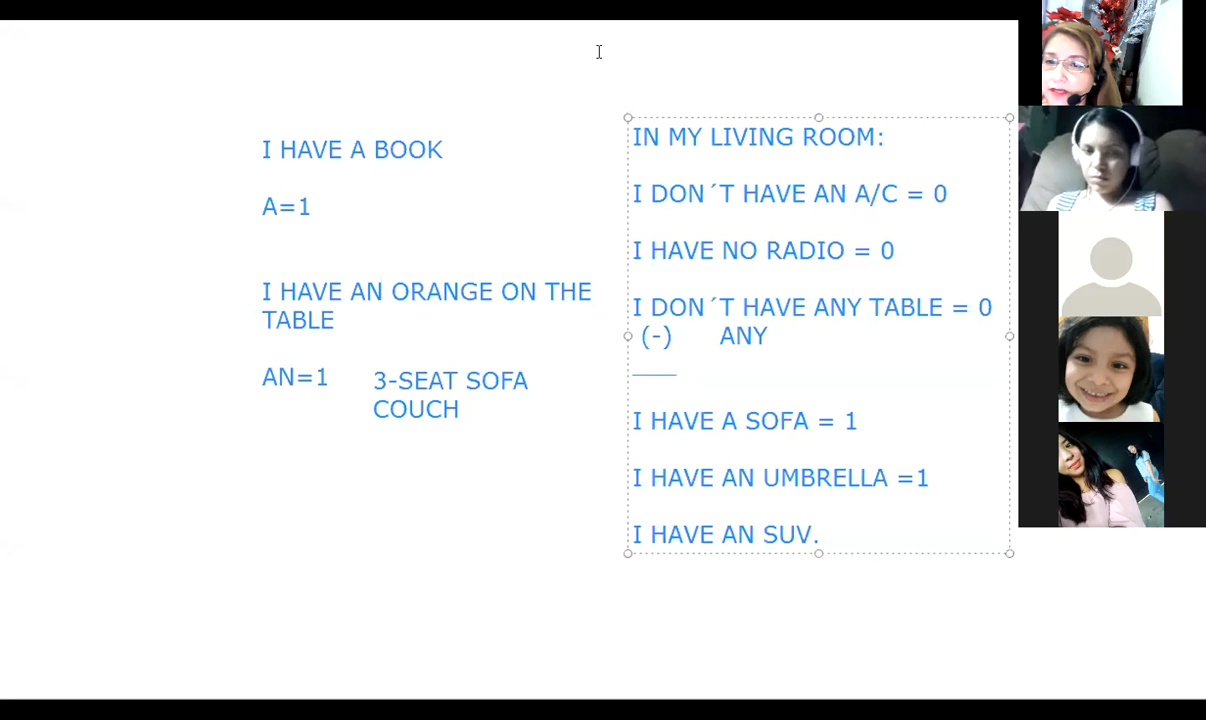 I HAVE A BOOK
A=1
I HAVE AN ORANGE ON THE
TABLE
AN=1
3-SEAT SOFA
COUCH
IN MY LIVING ROOM:
I DON´T HAVE AN A/C = 0
I HAVE NO RADIO = 0
I DON´T HAVE ANY TABLE = 0
(-) ANY
____
I HAVE A SOFA = 1
I HAVE AN UMBRELLA =1
I HAVE AN SUV.